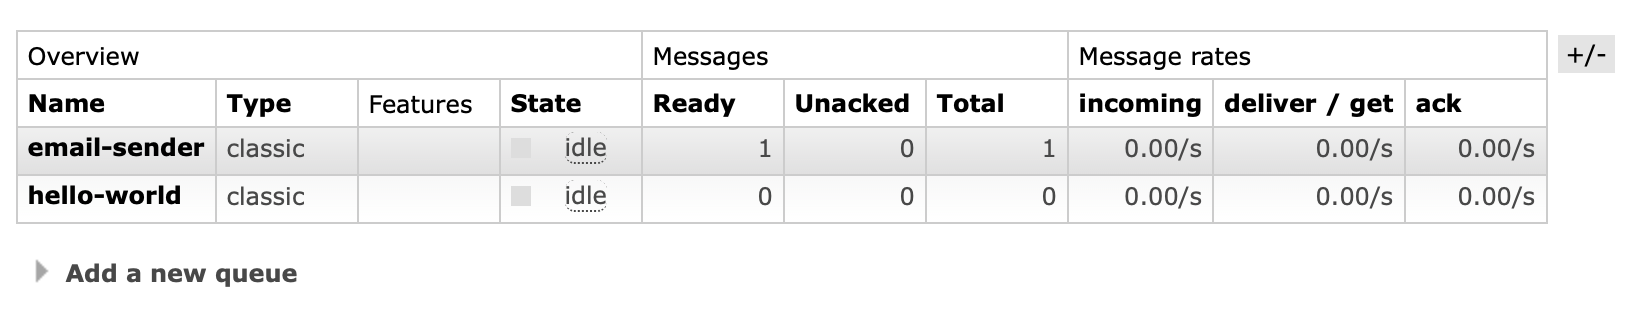 Overview Messages Message rates +/-
Name Type Features State Ready Unacked Total incoming deliver / get ack
email-sender classic idle 1 0 1 0.00/s 0.00/s 0.00/s
hello-world classic idle 0 0 0 0.00/s 0.00/s 0.00/s
Add a new queue